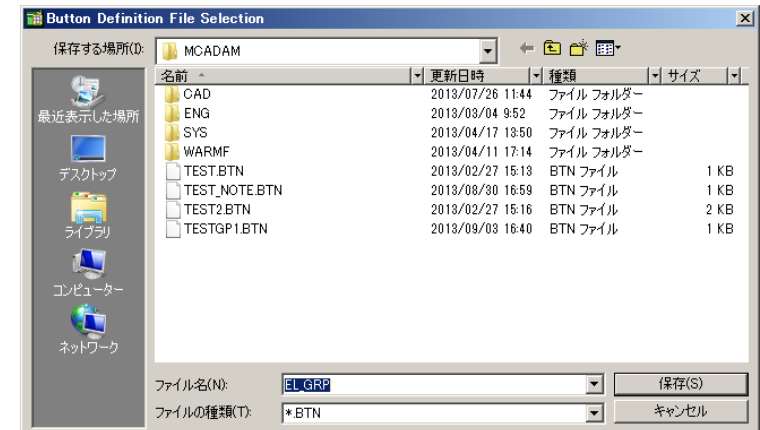 Button Definition File Selection
保存する場所(I):
MCADAM
名前 更新日時 種類 サイズ
CAD 2013/07/26 11:44 ファイル フォルダー
ENG 2013/03/04 9:52 ファイル フォルダー
SYS 2013/04/17 13:50 ファイル フォルダー
WARMF 2013/04/11 17:14 ファイル フォルダー
TEST.BTN 2013/02/27 15:13 BTN ファイル 1 KB
TEST_NOTE.BTN 2013/08/30 16:59 BTN ファイル 1 KB
TEST2.BTN 2013/02/27 15:16 BTN ファイル 2 KB
TESTGP1.BTN 2013/09/03 16:40 BTN ファイル 1 KB
最近表示した場所
デスクトップ
ライブラリ
コンピューター
ネットワーク
ファイル名(N): EL_GRP 保存(S)
ファイルの種類(T): *.BTN キャンセル